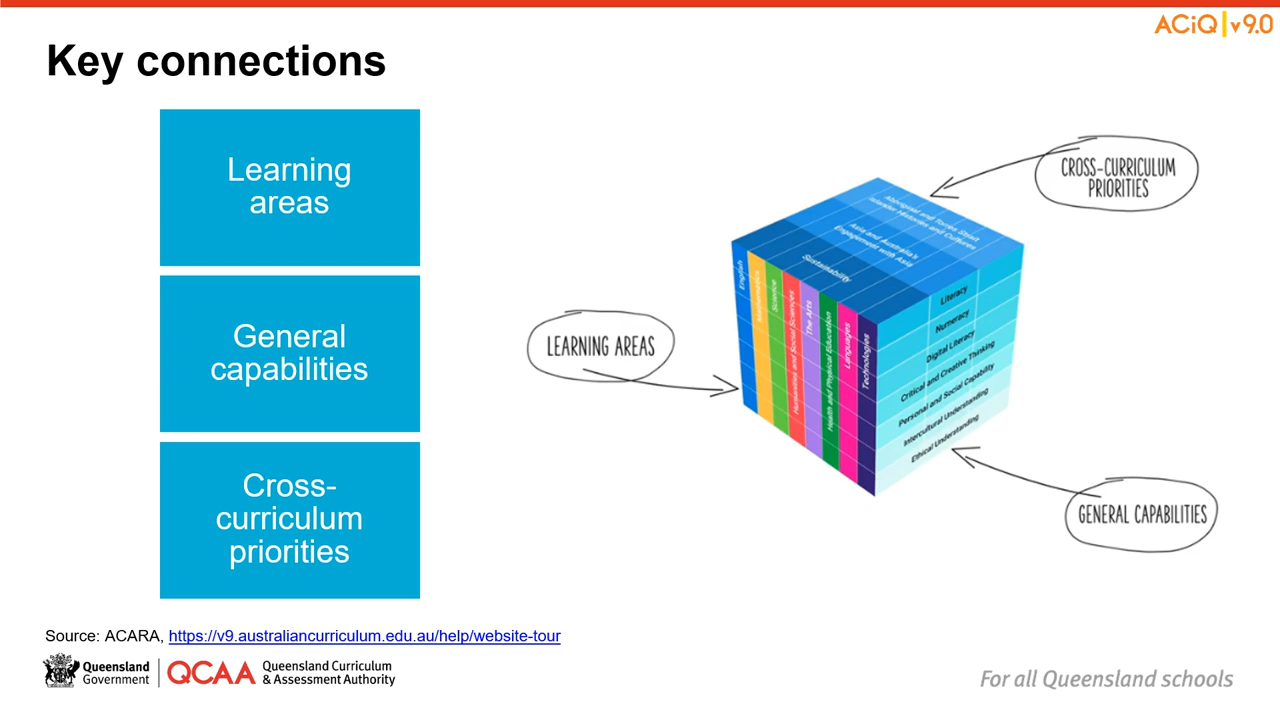 ACiQ v9.0
Key connections
Learning
areas
General
capabilities
Cross-
curriculum
priorities
CROSS-CURRICULUM
PRIORITIES
LEARNING AREAS
GENERAL CAPABILITIES
Aboriginal and Torres Strait
Islander Histories and Cultures
Asia and Australia's
Engagement with Asia
Sustainability
English
Mathematics
Science
Humanities and Social Sciences
The Arts
Health and Physical Education
Languages
Technologies
Literacy
Numeracy
Digital Literacy
Critical and Creative Thinking
Personal and Social Capability
Intercultural Understanding
Ethical Understanding
Source: ACARA, https://v9.australiancurriculum.edu.au/help/website-tour
Queensland
Government
QCAA
Queensland Curriculum
& Assessment Authority
For all Queensland schools